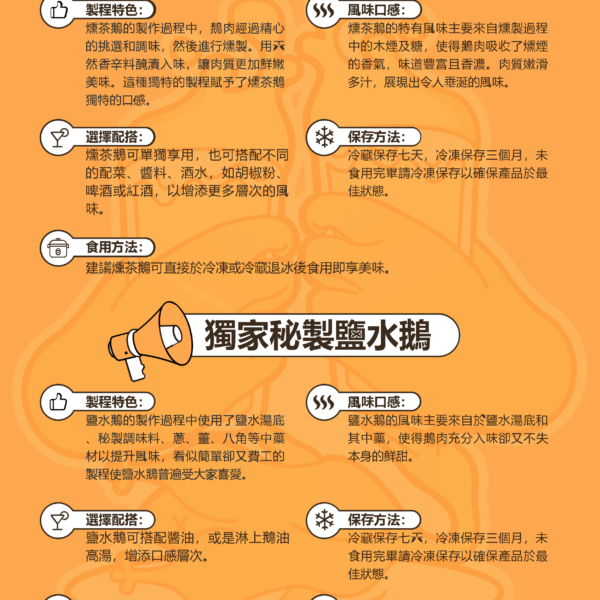 製程特色：
燻茶鵝的製作過程中，鵝肉經過精心
的挑選和調味，然後進行燻製。用天
然香辛料醃漬入味，讓肉質更加鮮嫩
美味。這種獨特的製程賦予了燻茶鵝
獨特的口感。
風味口感：
燻茶鵝的特有風味主要來自燻製過程
中的木煙及糖，使得鵝肉吸收了燻煙
的香氣，味道豐富且香濃。肉質嫩滑
多汁，展現出令人垂涎的風味。
選擇配搭：
燻茶鵝可單獨享用，也可搭配不同
的配菜、醬料、酒水，如胡椒粉、
啤酒或紅酒，以增添更多層次的風
味。
保存方法：
冷藏保存七天，冷凍保存三個月，未
食用完畢請冷凍保存以確保產品於最
佳狀態。
食用方法：
建議燻茶鵝可直接於冷凍或冷藏退冰後食用即享美味。
獨家秘製鹽水鵝
製程特色：
鹽水鵝的製作過程中使用了鹽水湯底
、秘製調味料、蔥、薑、八角等中藥
材以提升風味，看似簡單卻又費工的
製程使鹽水鵝普遍受大家喜愛。
風味口感：
鹽水鵝的風味主要來自於鹽水湯底和
其中藥，使得鵝肉充分入味卻又不失
本身的鮮甜。
選擇配搭：
鹽水鵝可搭配醬油，或是淋上鵝油
高湯，增添口感層次。
保存方法：
冷藏保存七天，冷凍保存三個月，未
食用完畢請冷凍保存以確保產品於最
佳狀態。